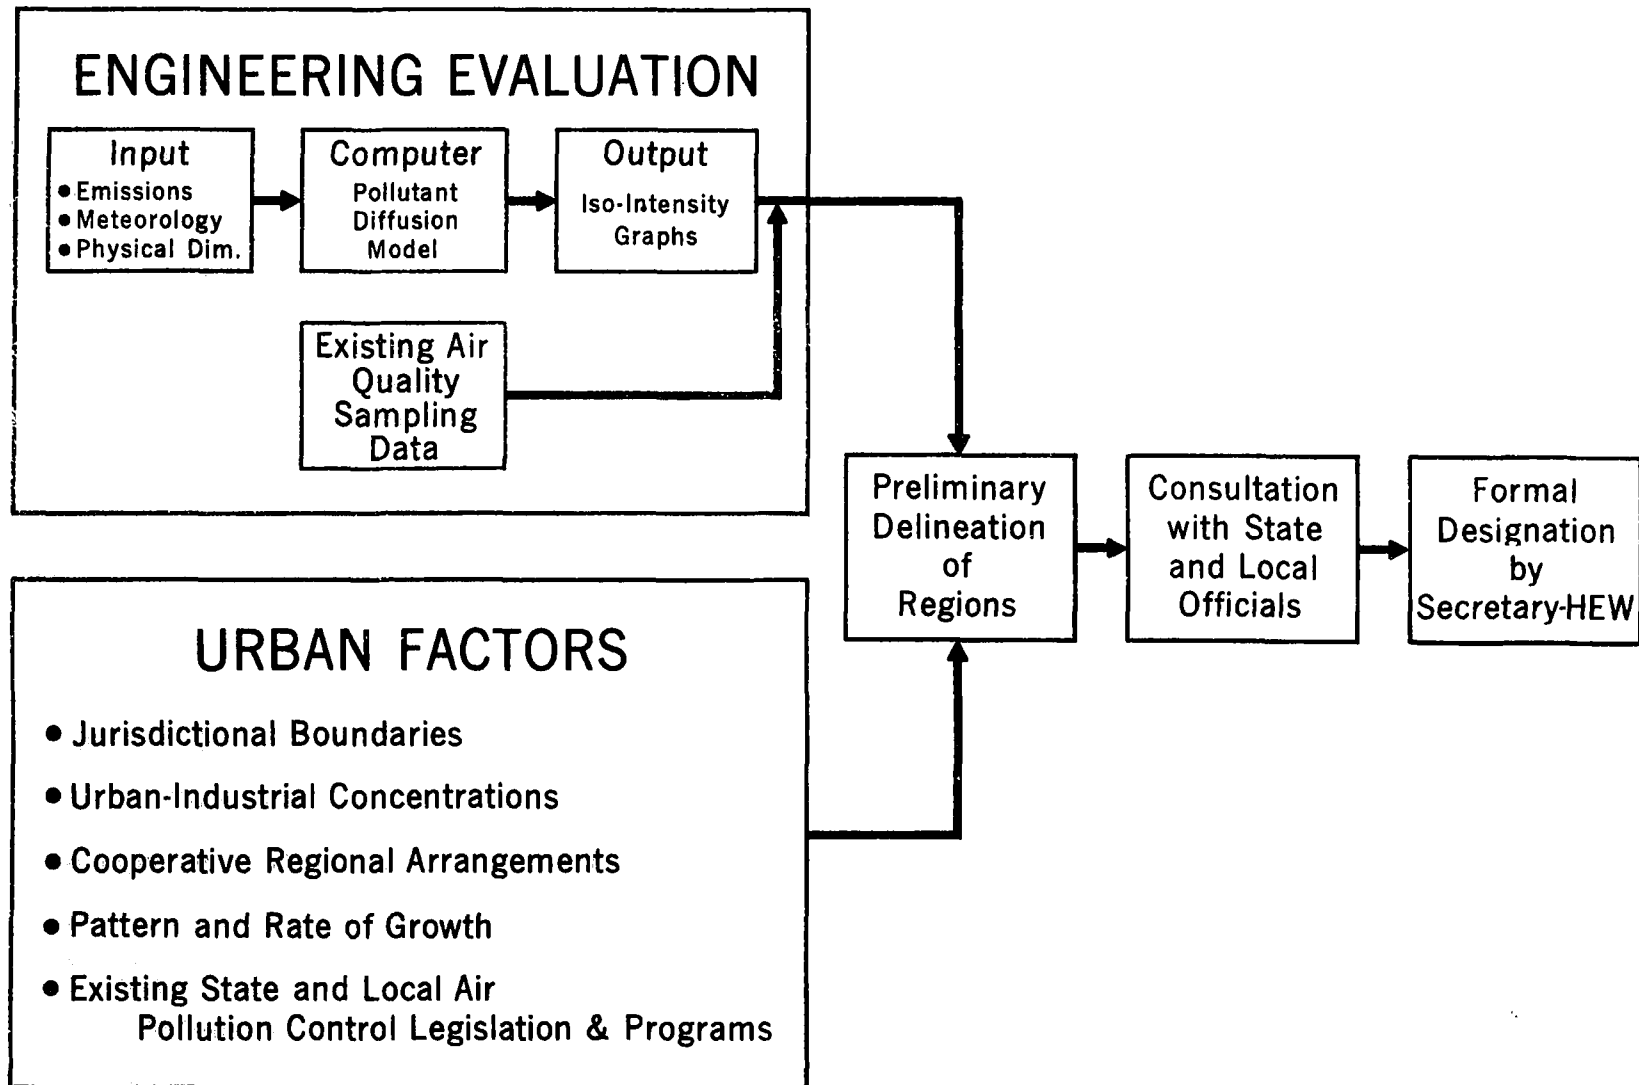 ENGINEERING EVALUATION
Input
• Emissions
• Meteorology
• Physical Dim.
Computer
Pollutant
Diffusion
Model
Output
Iso-Intensity
Graphs
Existing Air
Quality
Sampling
Data
Preliminary
Delineation
of
Regions
Consultation
with State
and Local
Officials
Formal
Designation
by
Secretary-HEW
URBAN FACTORS
• Jurisdictional Boundaries
• Urban-Industrial Concentrations
• Cooperative Regional Arrangements
• Pattern and Rate of Growth
• Existing State and Local Air
Pollution Control Legislation & Programs